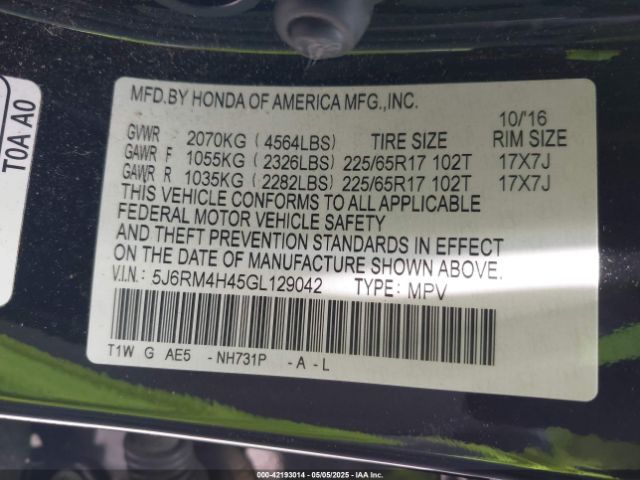 MFD.BY HONDA OF AMERICA MFG.,INC.
10/'16
GVWR 2070KG (4564LBS) TIRE SIZE RIM SIZE
GAWR F 1055KG (2326LBS) 225/65R17 102T 17X7J
GAWR R 1035KG (2282LBS) 225/65R17 102T 17X7J
THIS VEHICLE CONFORMS TO ALL APPLICABLE
FEDERAL MOTOR VEHICLE SAFETY
AND THEFT PREVENTION STANDARDS IN EFFECT
ON THE DATE OF MANUFACTURE SHOWN ABOVE.
V.I.N.: 5J6RM4H45GL129042 TYPE: MPV
T1W G AE5 -NH731P -A-L
T0A A0
000-42193014 - 05/05/2025 - IAA Inc.